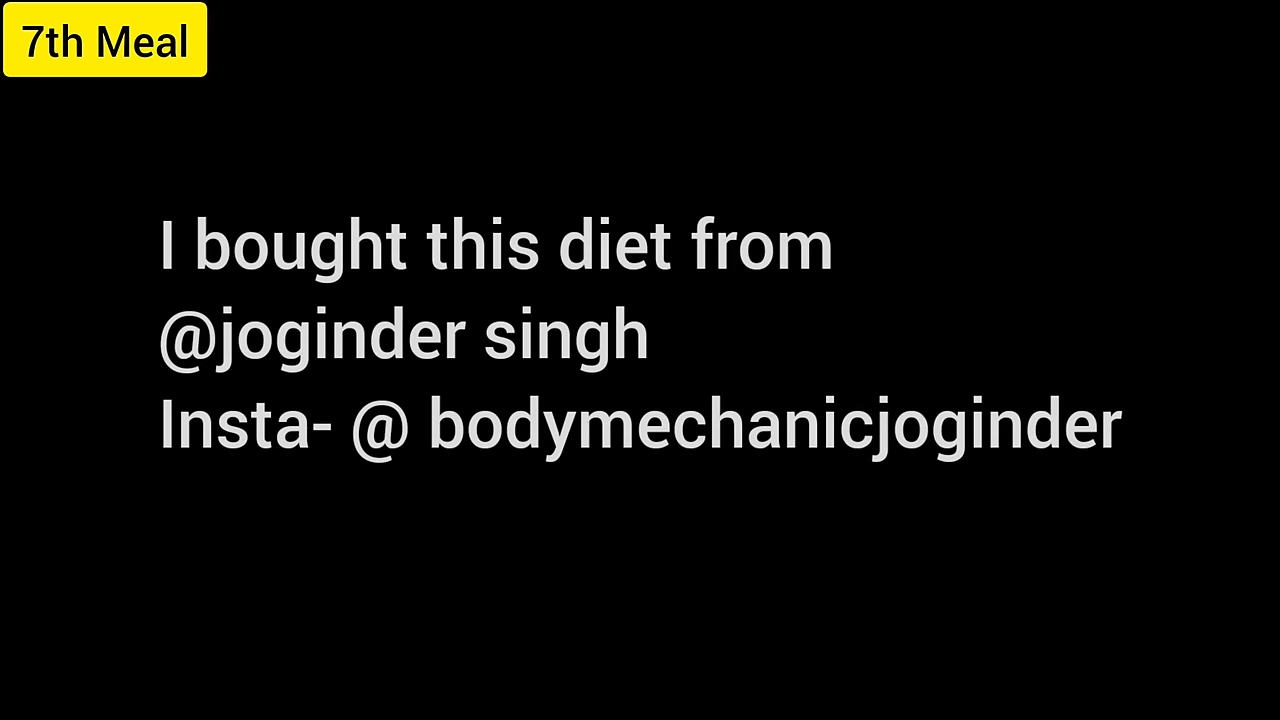 7th Meal
I bought this diet from
@joginder singh
Insta- @ bodymechanicjoginder